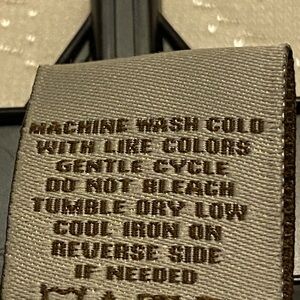 MACHINE WASH COLD
WITH LIKE COLORS
GENTLE CYCLE
DO NOT BLEACH
TUMBLE DRY LOW
COOL IRON ON
REVERSE SIDE
IF NEEDED